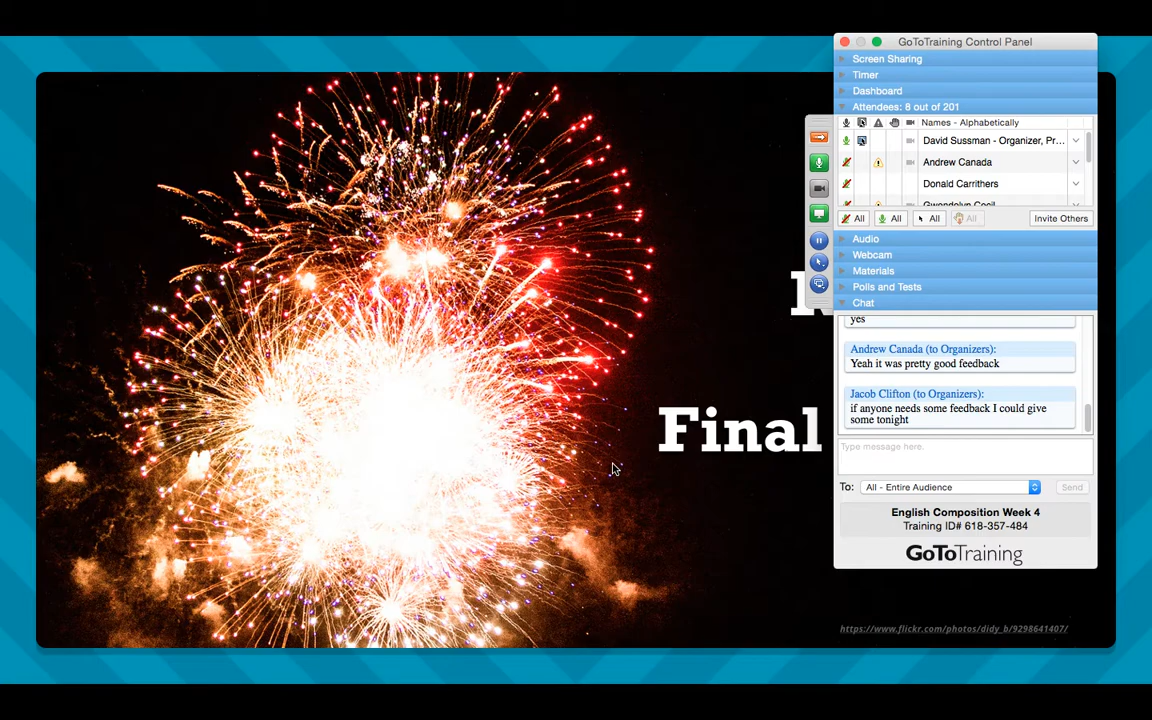 GoToTraining Control Panel
Screen Sharing
Timer
Dashboard
Attendees: 8 out of 201
Names - Alphabetically
David Sussman - Organizer, Pr...
Andrew Canada
Donald Carrithers
Gwendolyn Cecil
All
All
All
All
Invite Others
Audio
Webcam
Materials
Polls and Tests
Chat
yes
Andrew Canada (to Organizers):
Yeah it was pretty good feedback
Jacob Clifton (to Organizers):
if anyone needs some feedback I could give
some tonight
Type message here.
To: All - Entire Audience
Send
English Composition Week 4
Training ID# 618-357-484
GoToTraining
Final
https://www.flickr.com/photos/didy_b/9298641407/